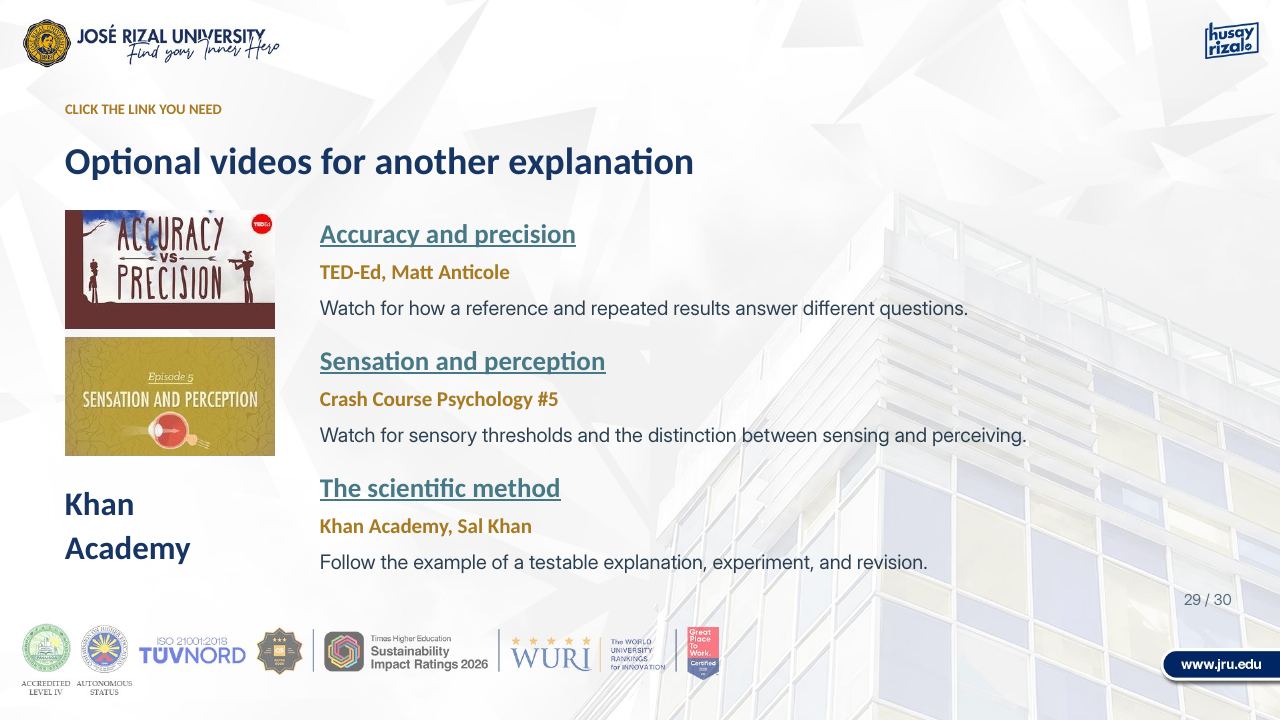 JOSÉ RIZAL UNIVERSITY
Find your Inner Hero
husay
rizal
CLICK THE LINK YOU NEED
Optional videos for another explanation
ACCURACY
VS
PRECISION
TED-Ed
Accuracy and precision
TED-Ed, Matt Anticole
Watch for how a reference and repeated results answer different questions.
Episode 5
SENSATION AND PERCEPTION
Sensation and perception
Crash Course Psychology #5
Watch for sensory thresholds and the distinction between sensing and perceiving.
Khan
Academy
The scientific method
Khan Academy, Sal Khan
Follow the example of a testable explanation, experiment, and revision.
29 / 30
ACCREDITED
LEVEL IV
AUTONOMOUS
STATUS
ISO 21001:2018
TÜVNORD
Times Higher Education
Sustainability
Impact Ratings 2026
WURI
The WORLD
UNIVERSITY
RANKINGS
for INNOVATION
Great
Place
To
Work.
Certified
www.jru.edu